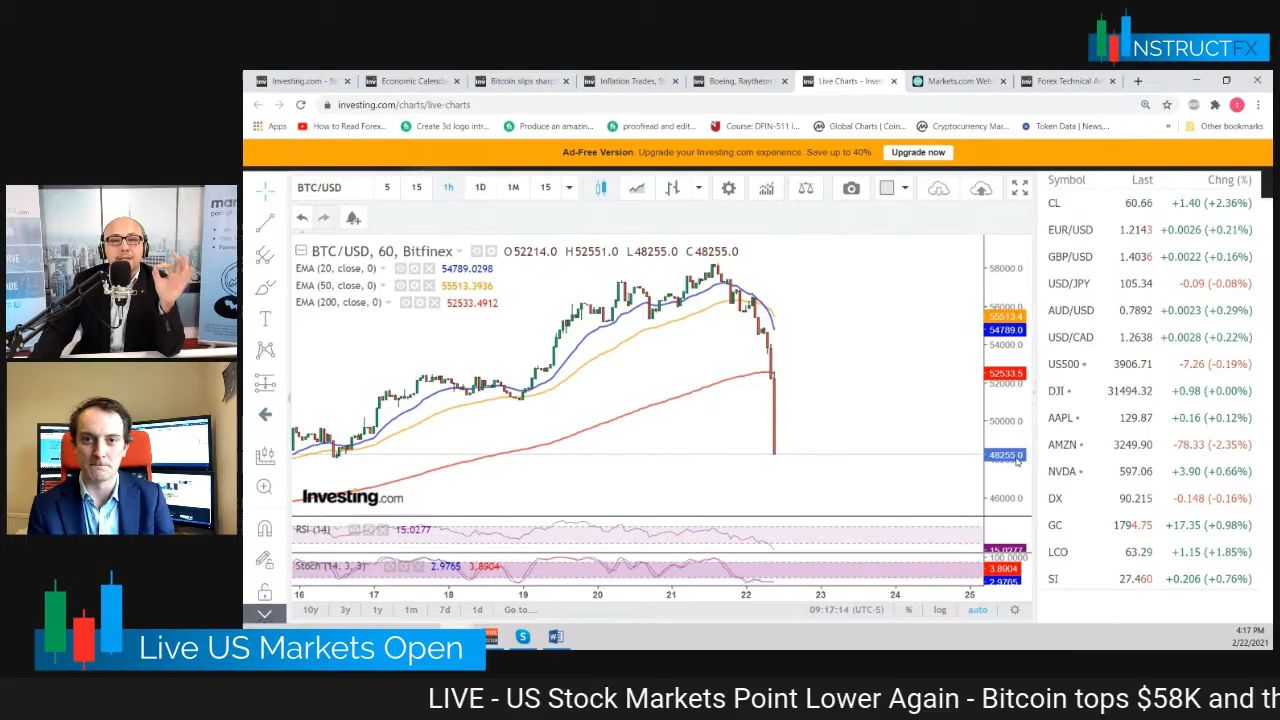 NSTRUCTFX
Investing.com - St
Economic Calenda
Bitcoin slips sharp
Inflation Trades, S
Boeing, Raytheon
Live Charts - Inves
Markets.com Web
Forex Technical An
investing.com/charts/live-charts
Apps
How to Read Forex...
Create 3d logo intr...
Produce an amazin...
proofread and edit...
Course: DFIN-511 I...
Global Charts | Coin...
Cryptocurrency Mar...
Token Data | News,...
»
Other bookmarks
Ad-Free Version. Upgrade your Investing.com experience. Save up to 40%
Upgrade now
BTC/USD 5 15 1h 1D 1M 15
BTC/USD, 60, Bitfinex O52214.0 H52551.0 L48255.0 C48255.0
EMA (20, close, 0) 54789.0298
EMA (50, close, 0) 55513.3936
EMA (200, close, 0) 52533.4912
58000.0
56000.0
55513.4
54789.0
54000.0
52533.5
52000.0
50000.0
48255.0
46000.0
Investing.com
RSI (14) 15.0277
15.0277
100.0000
Stoch (14, 3, 3) 2.9765 3.8904
3.8904
2.9765
16 17 18 19 20 21 22 23 24 25
10y 3y 1y 1m 7d 1d Go to... 09:17:14 (UTC-5) % log auto
Symbol Last Chng (%)
CL 60.66 +1.40 (+2.36%)
EUR/USD 1.2143 +0.0026 (+0.21%)
GBP/USD 1.4036 +0.0022 (+0.16%)
USD/JPY 105.34 -0.09 (-0.08%)
AUD/USD 0.7892 +0.0023 (+0.29%)
USD/CAD 1.2638 +0.0028 (+0.22%)
US500 3906.71 -7.26 (-0.19%)
DJI 31494.32 +0.98 (+0.00%)
AAPL 129.87 +0.16 (+0.12%)
AMZN 3249.90 -78.33 (-2.35%)
NVDA 597.06 +3.90 (+0.66%)
DX 90.215 -0.148 (-0.16%)
GC 1794.75 +17.35 (+0.98%)
LCO 63.29 +1.15 (+1.85%)
SI 27.460 +0.206 (+0.76%)
4:17 PM
2/22/2021
Live US Markets Open
LIVE - US Stock Markets Point Lower Again - Bitcoin tops $58K and th